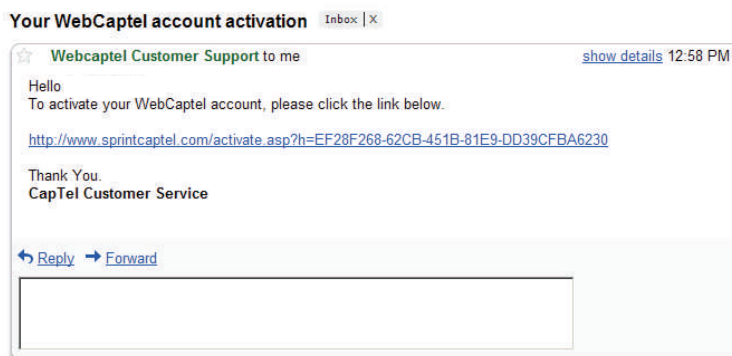 Your WebCaptel account activation Inbox | X
Webcaptel Customer Support to me show details 12:58 PM
Hello
To activate your WebCaptel account, please click the link below.
http://www.sprintcaptel.com/activate.asp?h=EF28F268-62CB-451B-81E9-DD39CFBA6230
Thank You.
CapTel Customer Service
Reply Forward